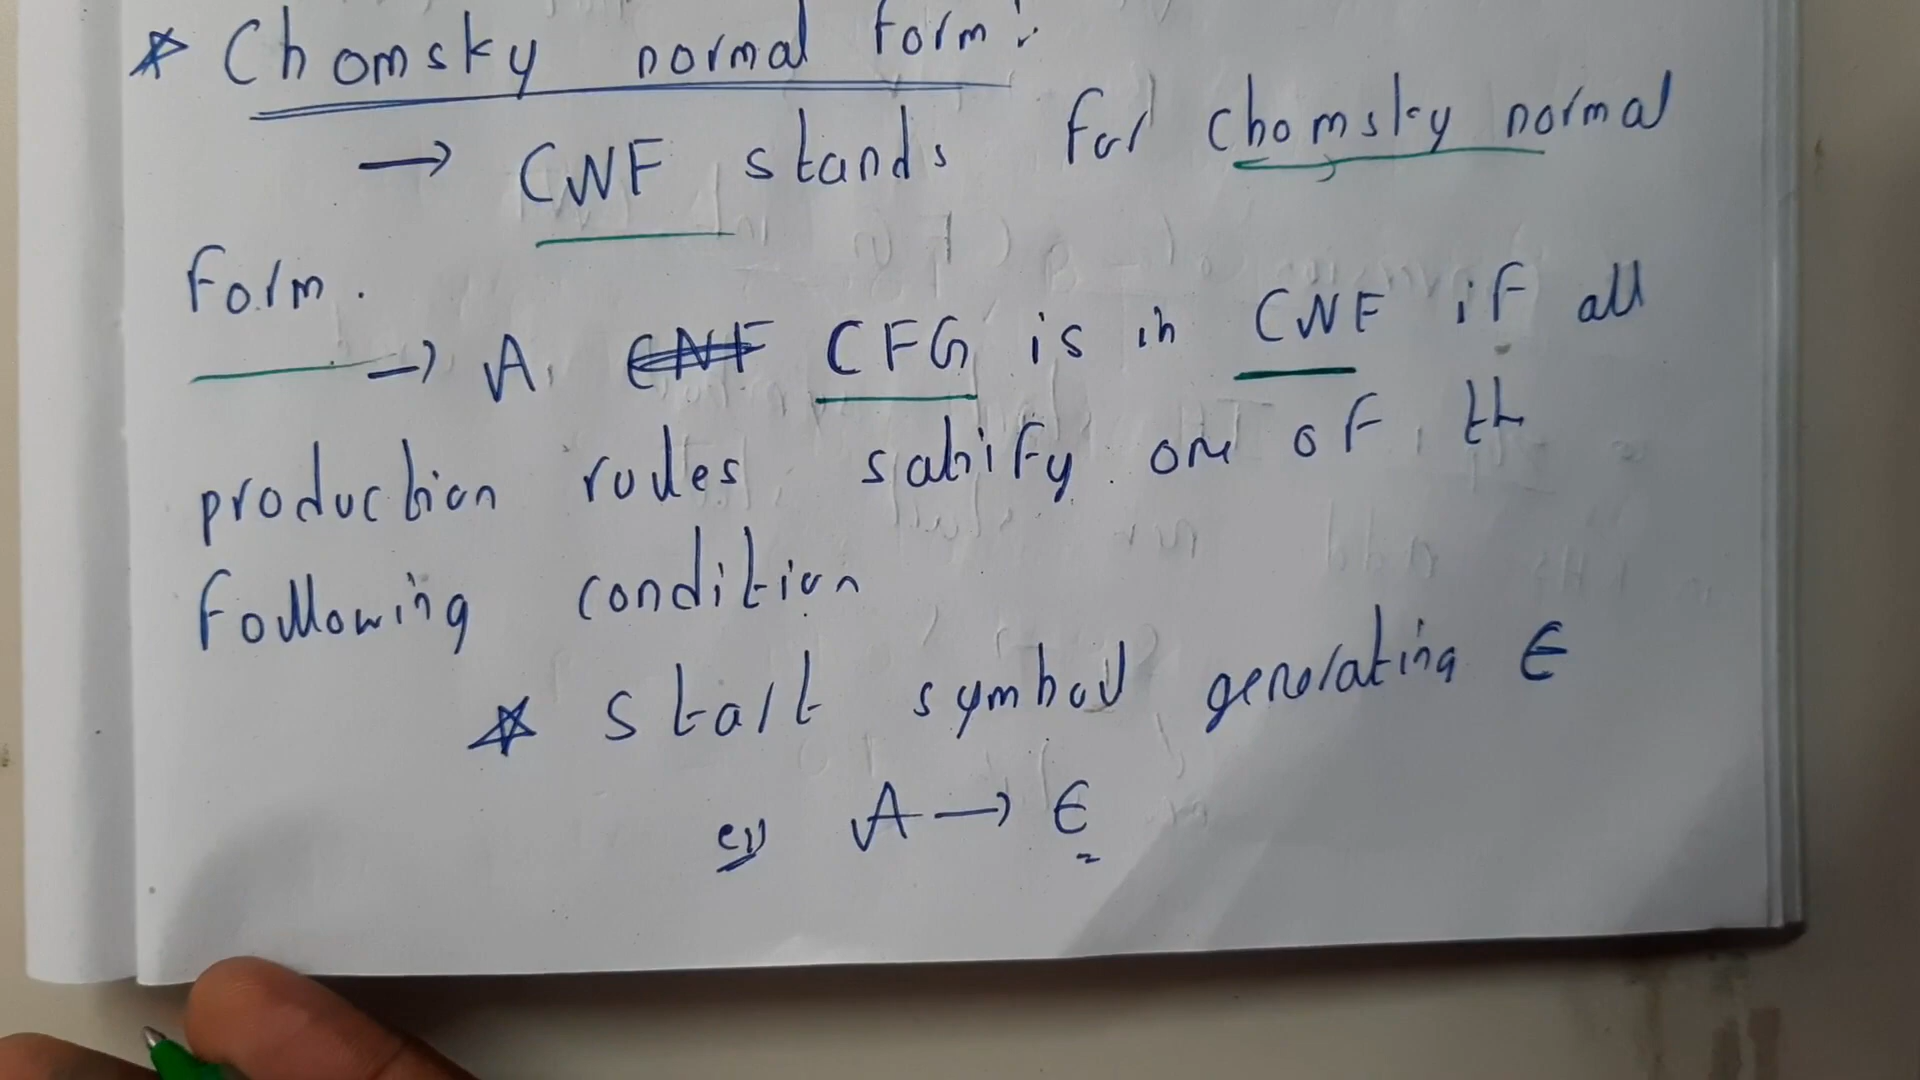 * Chomsky normal form:
→ CNF stands for chomsky normal
form.
→ A CNF CFG is in CNF if all
production rules satisfy one of th
following condition
* Start symbol generating ∈
eg A → ∈